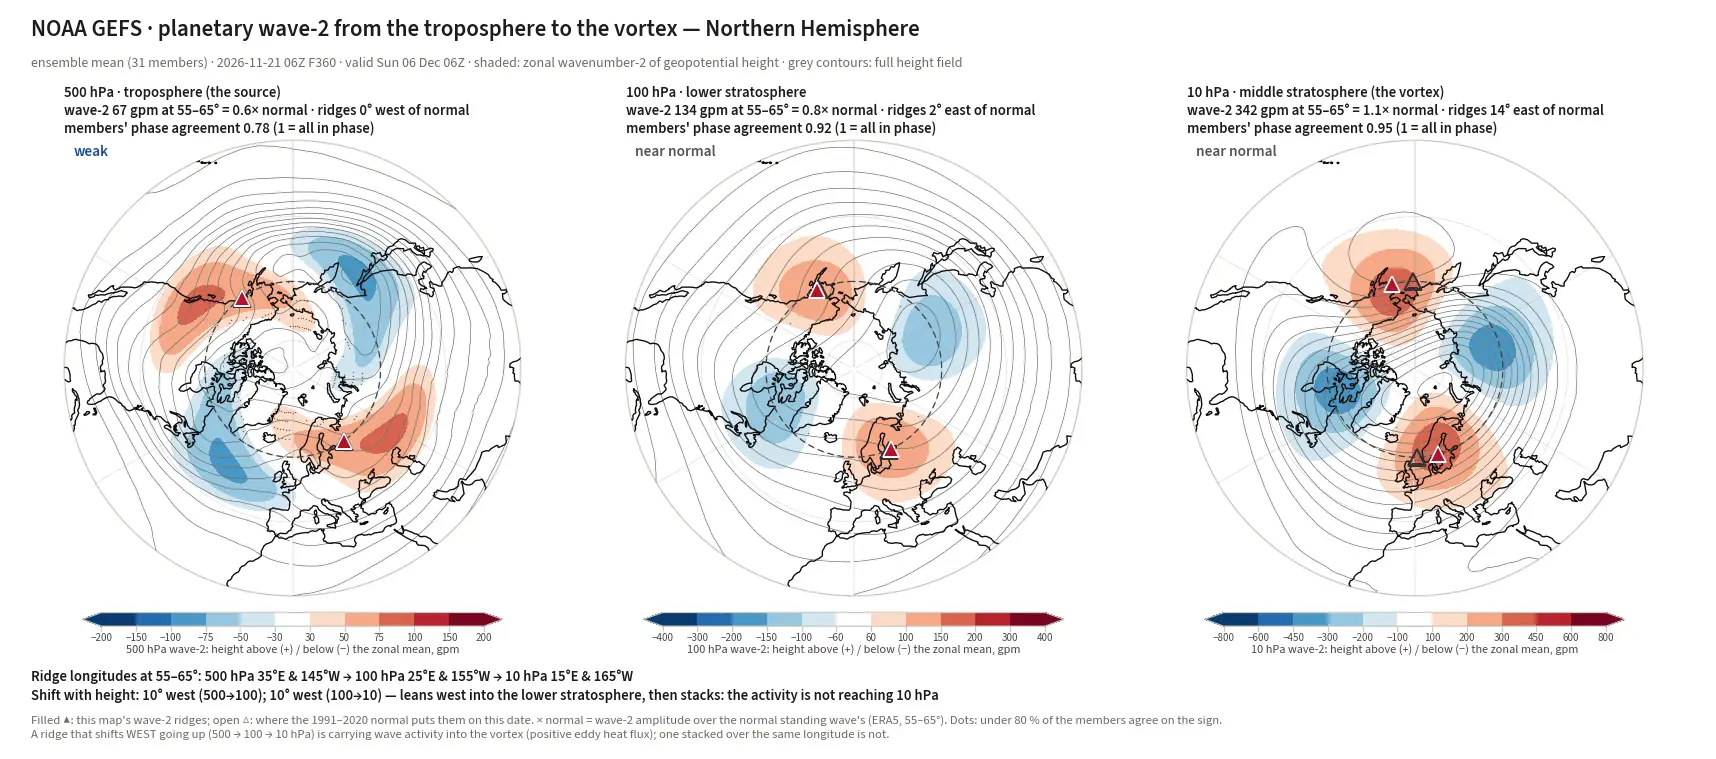 NOAA GEFS · planetary wave-2 from the troposphere to the vortex — Northern Hemisphere
ensemble mean (31 members) · 2026-11-21 06Z F360 · valid Sun 06 Dec 06Z · shaded: zonal wavenumber-2 of geopotential height · grey contours: full height field
500 hPa · troposphere (the source)
wave-2 67 gpm at 55–65° = 0.6× normal · ridges 0° west of normal
members' phase agreement 0.78 (1 = all in phase)
weak
100 hPa · lower stratosphere
wave-2 134 gpm at 55–65° = 0.8× normal · ridges 2° east of normal
members' phase agreement 0.92 (1 = all in phase)
near normal
10 hPa · middle stratosphere (the vortex)
wave-2 342 gpm at 55–65° = 1.1× normal · ridges 14° east of normal
members' phase agreement 0.95 (1 = all in phase)
near normal
−200 −150 −100 −75 −50 −30 30 50 75 100 150 200
500 hPa wave-2: height above (+) / below (−) the zonal mean, gpm
−400 −300 −200 −150 −100 −60 60 100 150 200 300 400
100 hPa wave-2: height above (+) / below (−) the zonal mean, gpm
−800 −600 −450 −300 −200 −100 100 200 300 450 600 800
10 hPa wave-2: height above (+) / below (−) the zonal mean, gpm
Ridge longitudes at 55–65°: 500 hPa 35°E & 145°W → 100 hPa 25°E & 155°W → 10 hPa 15°E & 165°W
Shift with height: 10° west (500→100); 10° west (100→10) — leans west into the lower stratosphere, then stacks: the activity is not reaching 10 hPa
Filled ▲: this map's wave-2 ridges; open △: where the 1991–2020 normal puts them on this date. × normal = wave-2 amplitude over the normal standing wave's (ERA5, 55–65°). Dots: under 80 % of the members agree on the sign.
A ridge that shifts WEST going up (500 → 100 → 10 hPa) is carrying wave activity into the vortex (positive eddy heat flux); one stacked over the same longitude is not.